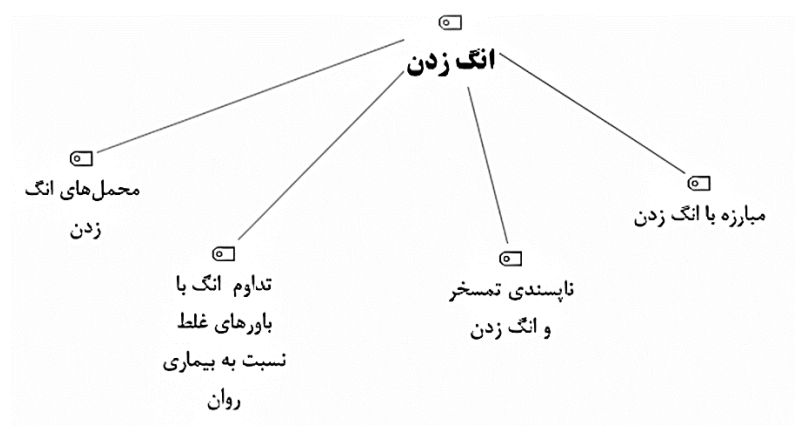 انگ زدن
مبارزه با انگ زدن
ناپسندی تمسخر
و انگ زدن
تداوم انگ با
باورهای غلط
نسبت به بیماری
روان
محمل‌های انگ
زدن